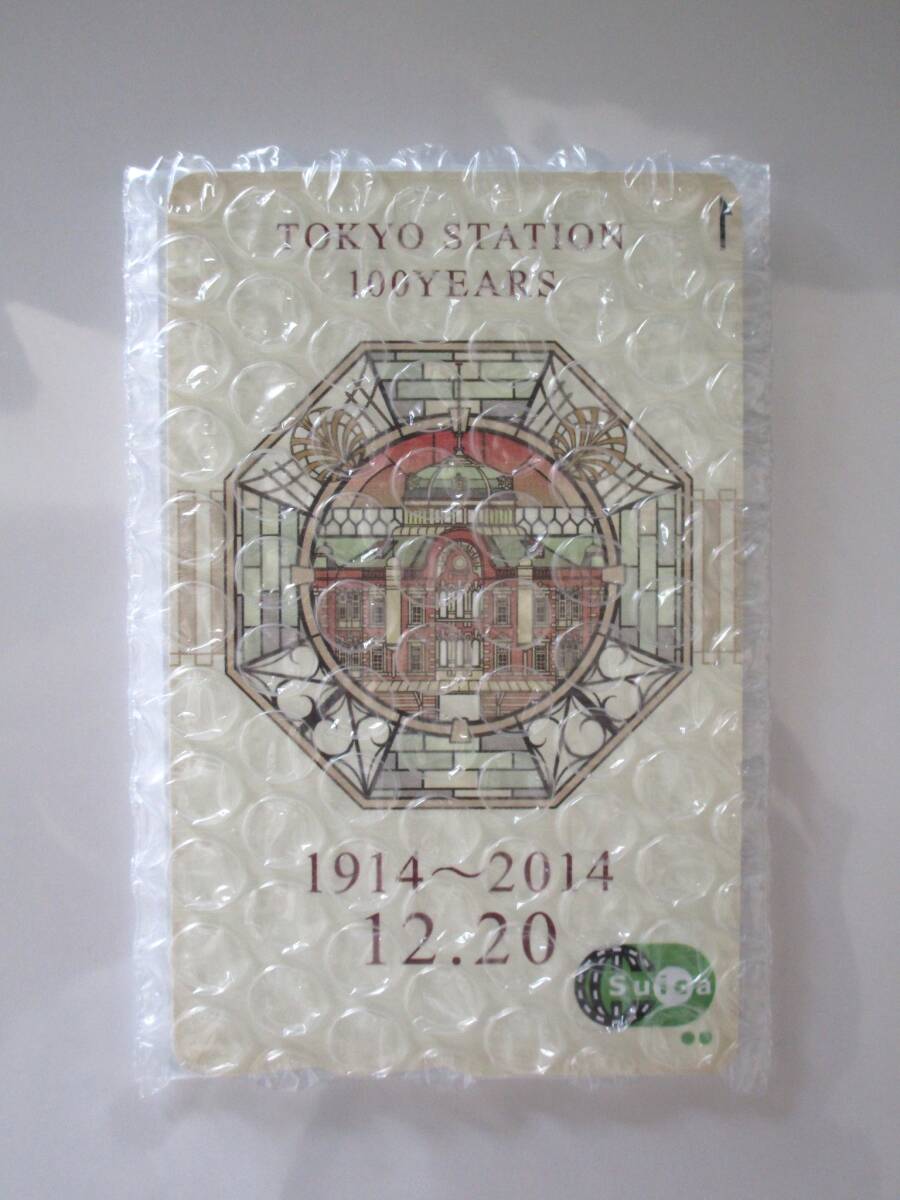 TOKYO STATION
100YEARS
1914～2014
12.20
Suica